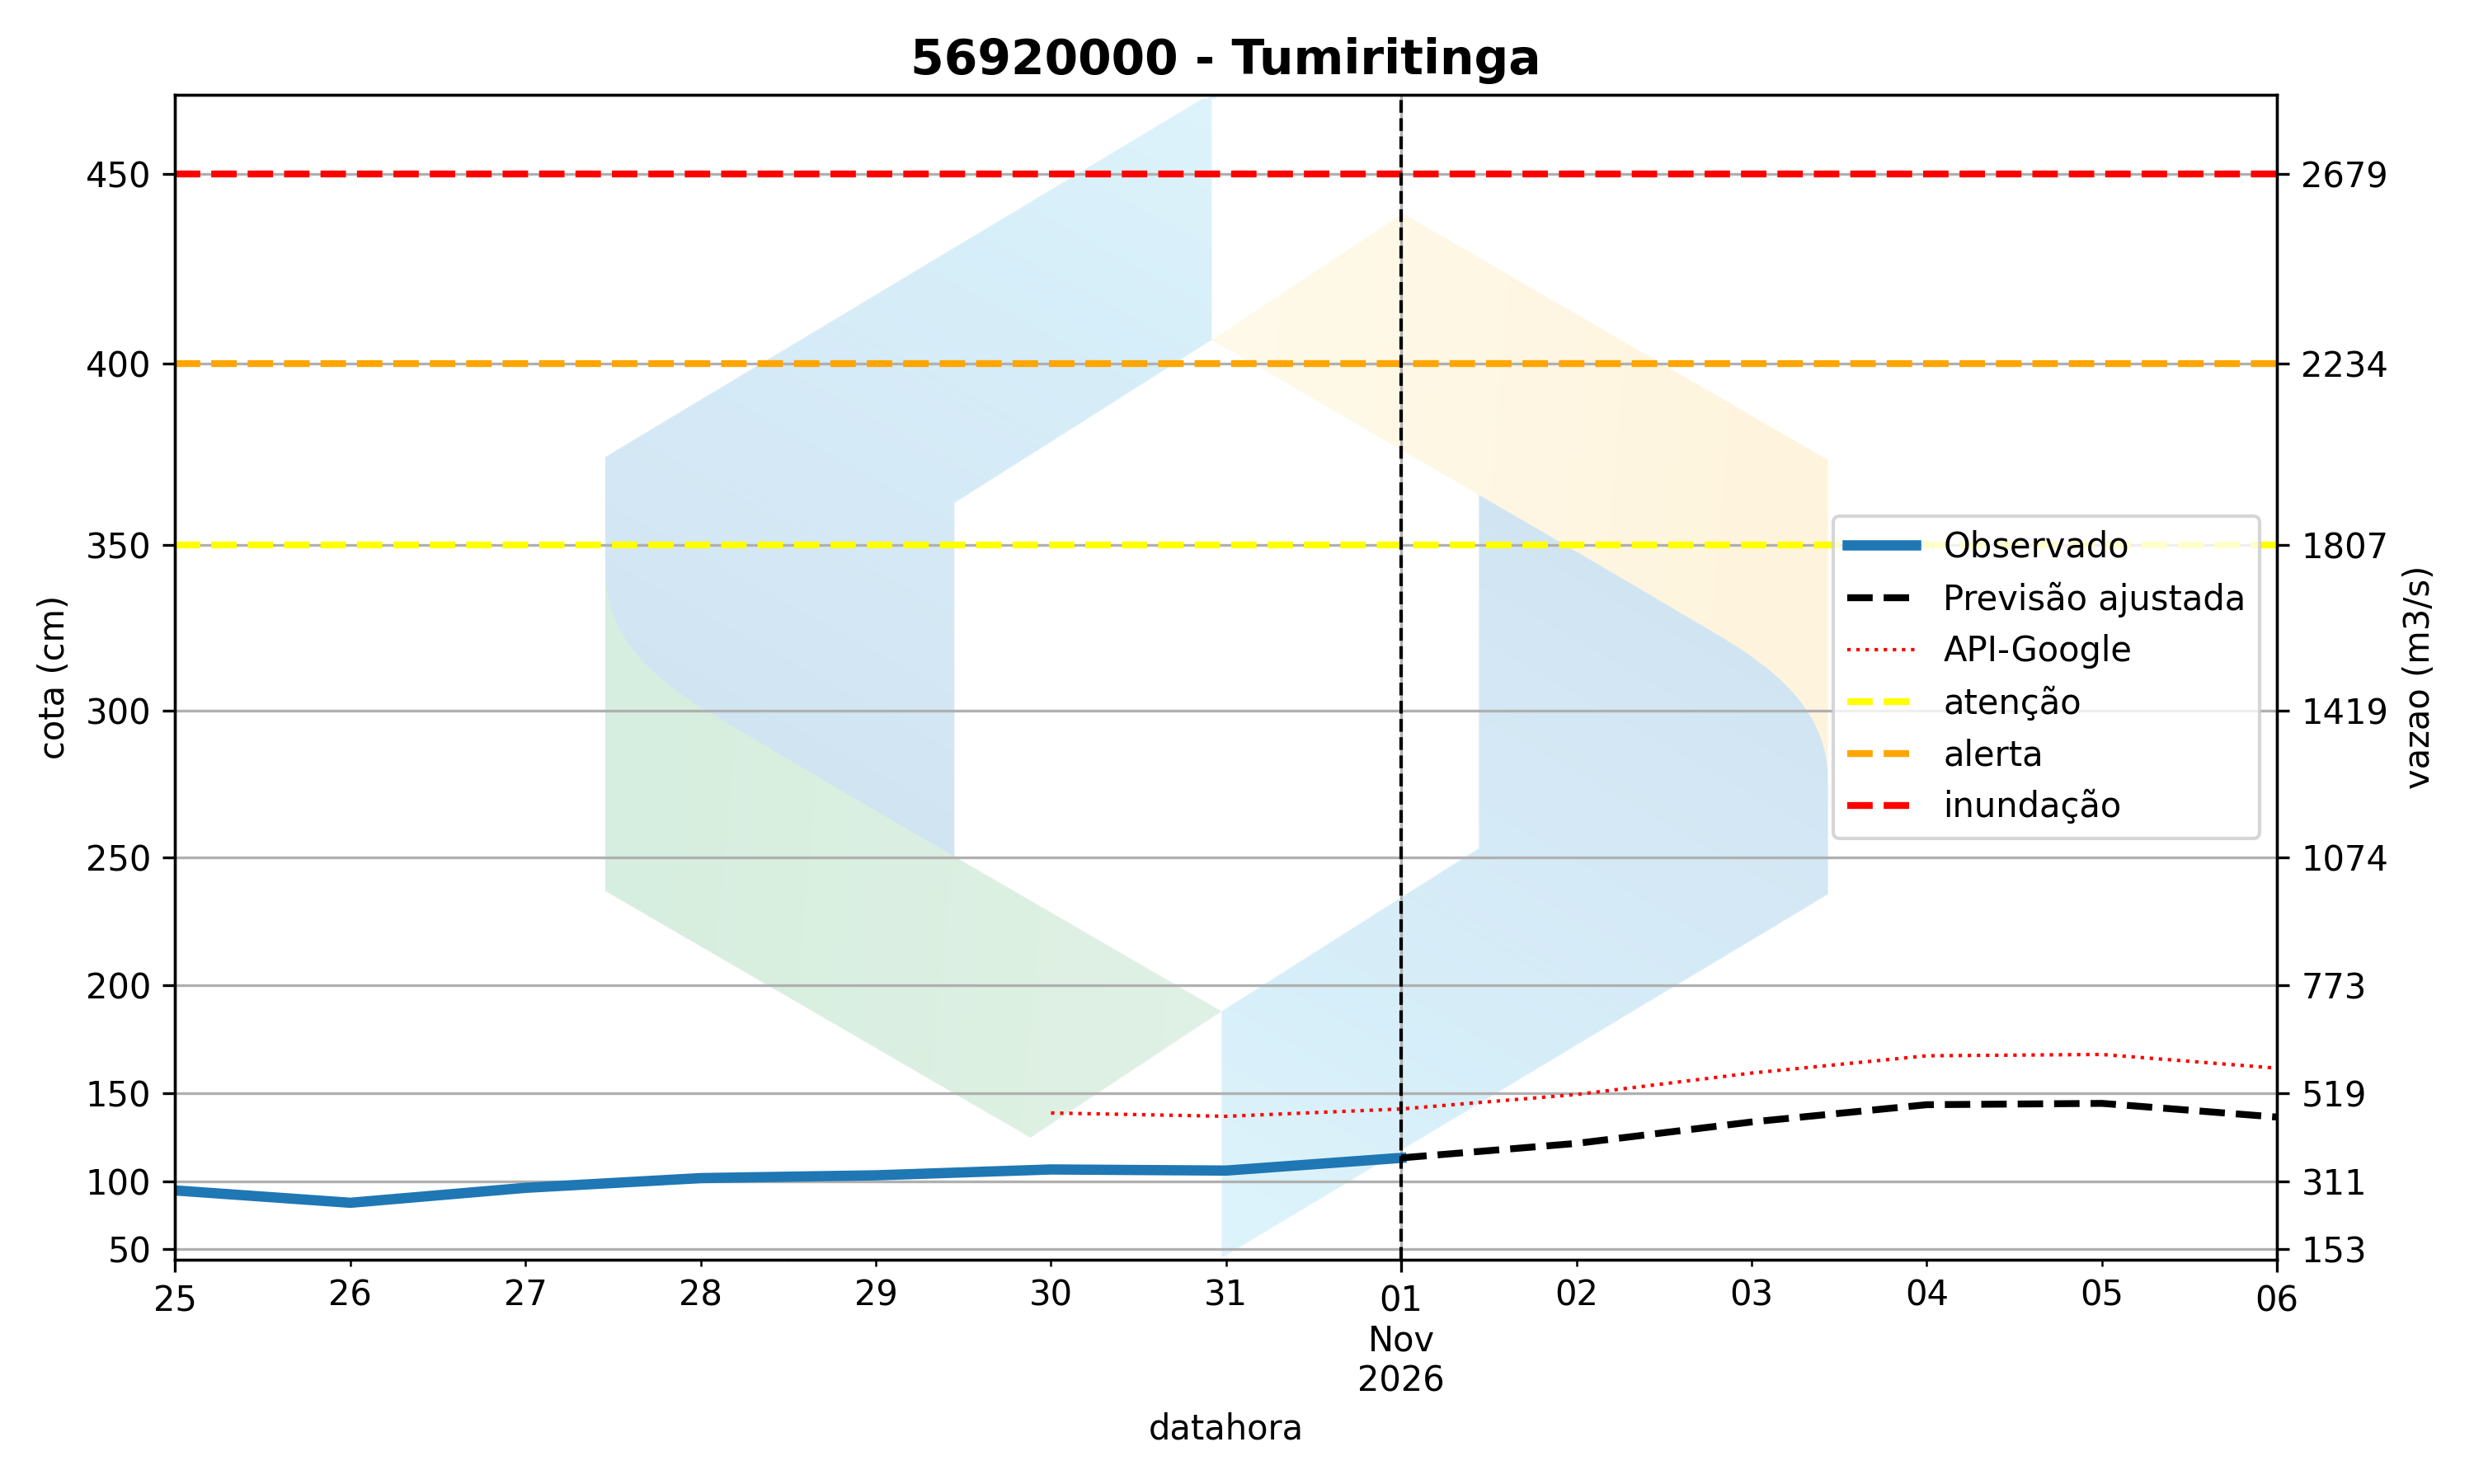 56920000 - Tumiritinga
450
400
350
300
250
200
150
100
50
cota (cm)
2679
2234
1807
1419
1074
773
519
311
153
vazao (m3/s)
Observado
Previsão ajustada
API-Google
atenção
alerta
inundação
25 26 27 28 29 30 31 01 02 03 04 05 06
Nov
2026
datahora